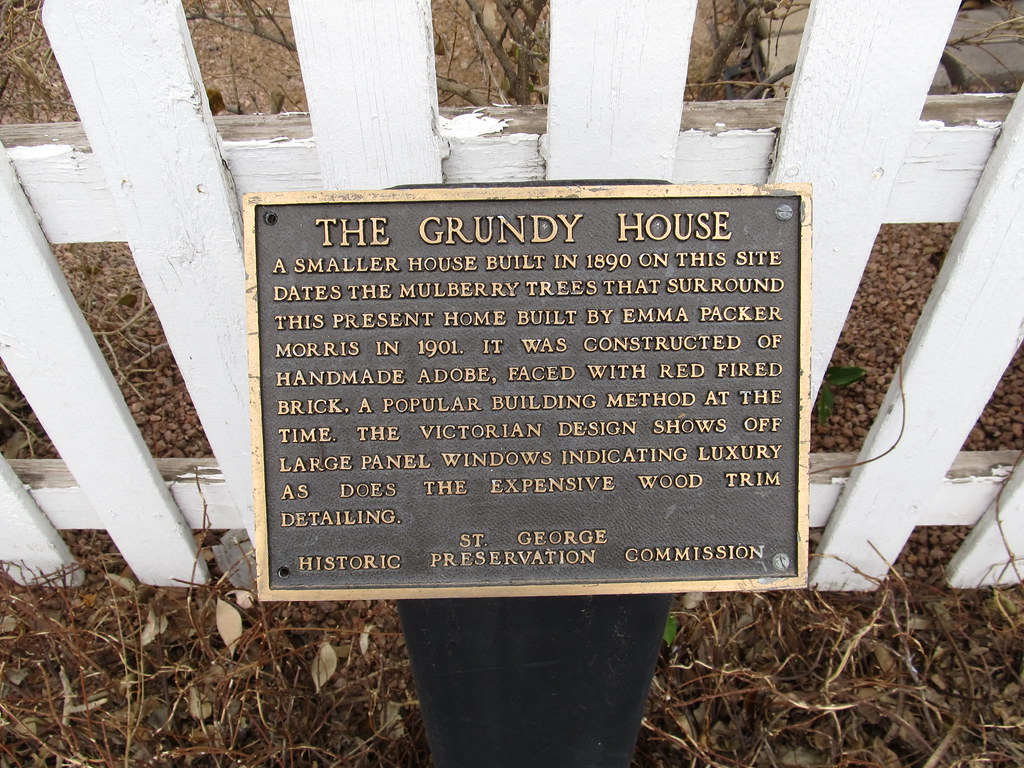 THE GRUNDY HOUSE
A SMALLER HOUSE BUILT IN 1890 ON THIS SITE
DATES THE MULBERRY TREES THAT SURROUND
THIS PRESENT HOME BUILT BY EMMA PACKER
MORRIS IN 1901. IT WAS CONSTRUCTED OF
HANDMADE ADOBE, FACED WITH RED FIRED
BRICK, A POPULAR BUILDING METHOD AT THE
TIME. THE VICTORIAN DESIGN SHOWS OFF
LARGE PANEL WINDOWS INDICATING LUXURY
AS DOES THE EXPENSIVE WOOD TRIM
DETAILING.
ST. GEORGE
HISTORIC PRESERVATION COMMISSION